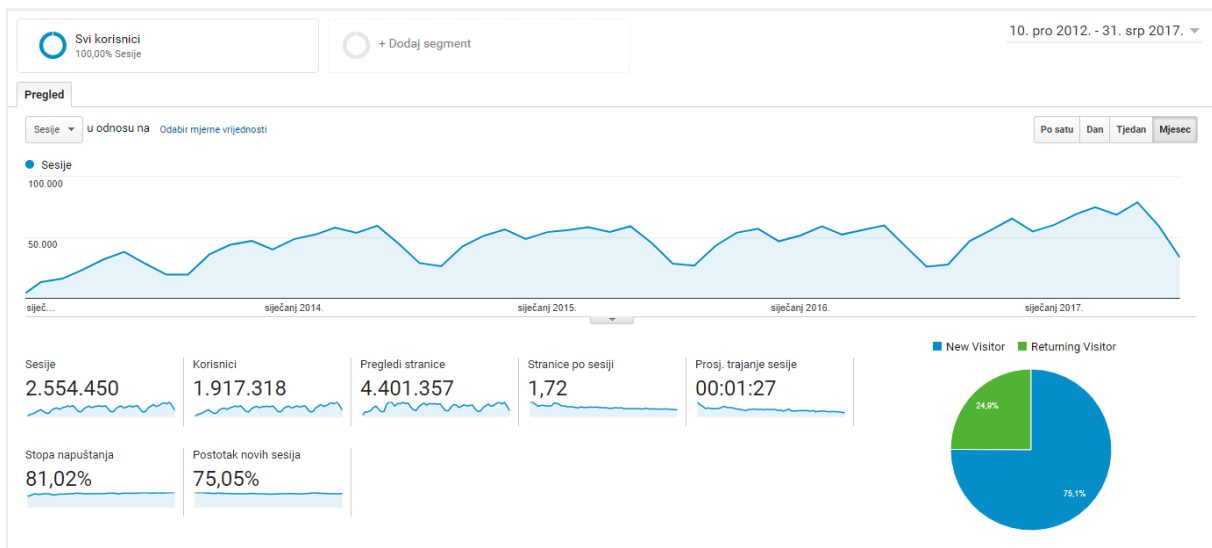 Svi korisnici
100,00% Sesije
+ Dodaj segment
10. pro 2012. - 31. srp 2017.
Pregled
Sesije u odnosu na Odabir mjerne vrijednosti
Po satu Dan Tjedan Mjesec
Sesije
100.000
50.000
siječ... siječanj 2014. siječanj 2015. siječanj 2016. siječanj 2017.
New Visitor Returning Visitor
Sesije Korisnici Pregledi stranice Stranice po sesiji Prosj. trajanje sesije
2.554.450 1.917.318 4.401.357 1,72 00:01:27
24,9%
Stopa napuštanja Postotak novih sesija
81,02% 75,05%
75,1%